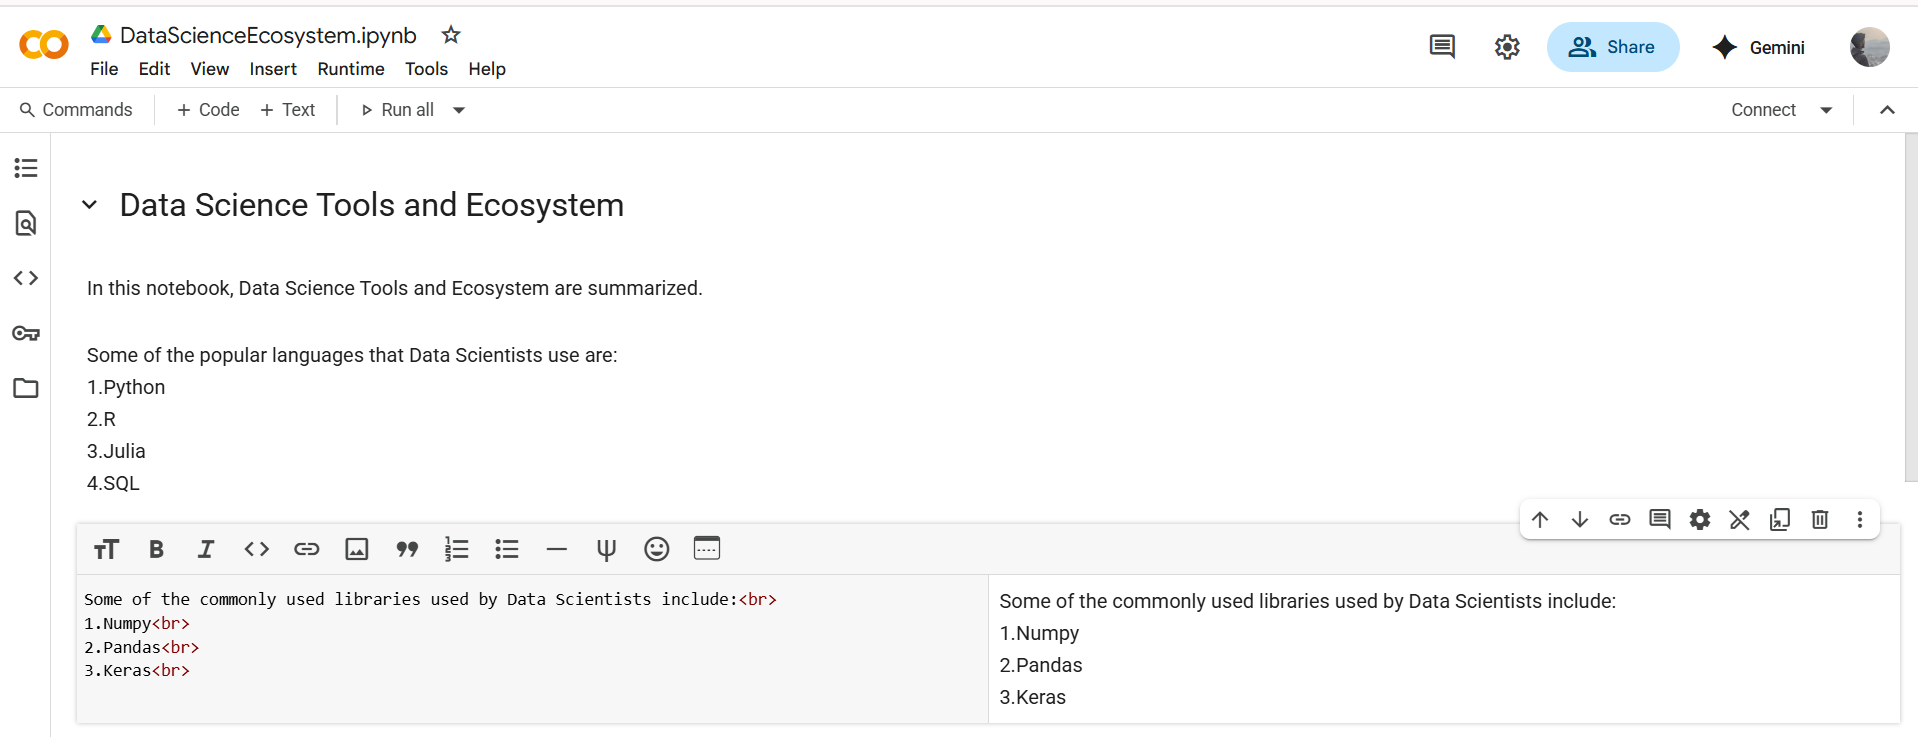 DataScienceEcosystem.ipynb
File Edit View Insert Runtime Tools Help
Share
Gemini
Commands + Code + Text Run all
Connect
Data Science Tools and Ecosystem
In this notebook, Data Science Tools and Ecosystem are summarized.
Some of the popular languages that Data Scientists use are:
1.Python
2.R
3.Julia
4.SQL
Some of the commonly used libraries used by Data Scientists include:<br>
1.Numpy<br>
2.Pandas<br>
3.Keras<br>
Some of the commonly used libraries used by Data Scientists include:
1.Numpy
2.Pandas
3.Keras